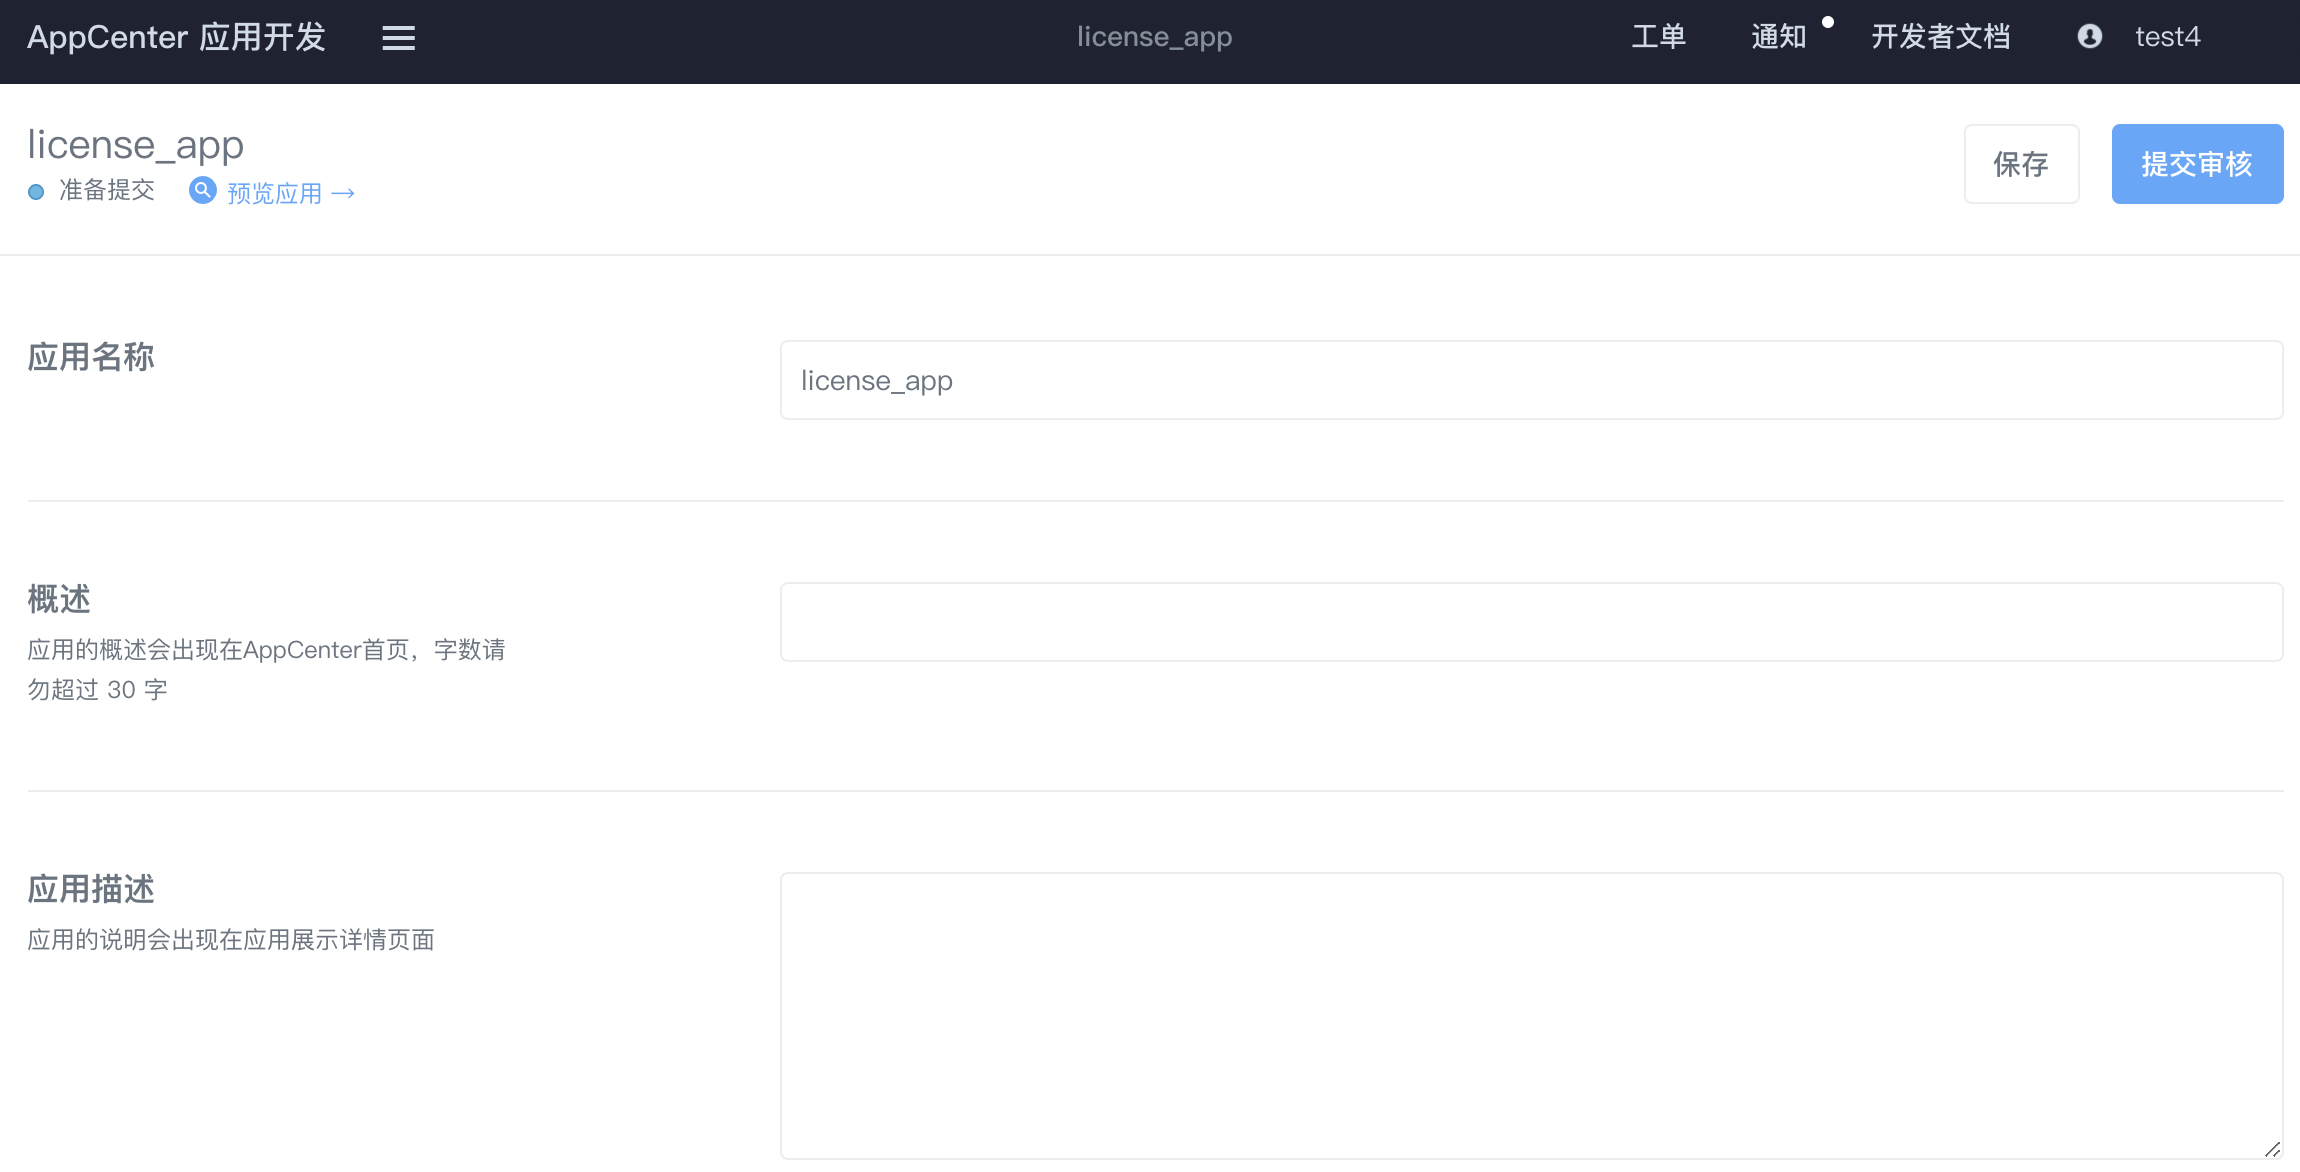 AppCenter 应用开发
license_app
工单 通知 开发者文档 test4
license_app
准备提交 预览应用 →
保存 提交审核
应用名称
license_app
概述
应用的概述会出现在AppCenter首页，字数请
勿超过 30 字
应用描述
应用的说明会出现在应用展示详情页面